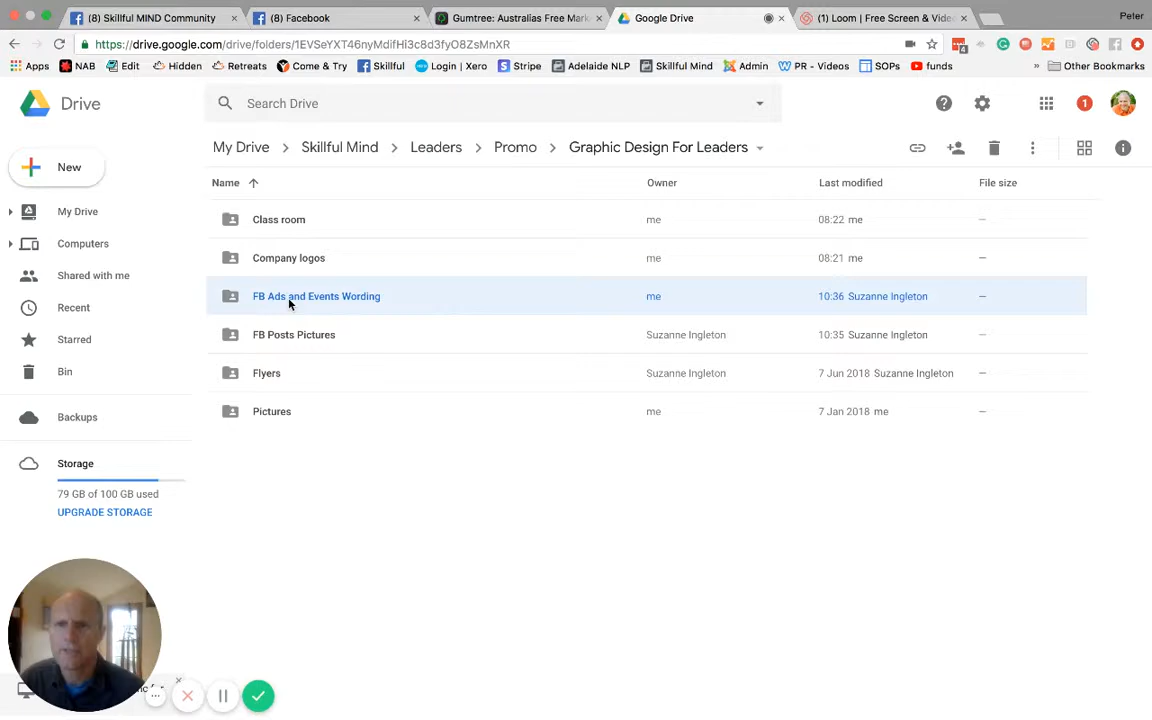 (8) Skillful MIND Community
(8) Facebook
Gumtree: Australias Free Mark
Google Drive
(1) Loom | Free Screen & Vide
Peter
https://drive.google.com/drive/folders/1EVSeYXT46nyMdifHi3c8d3fyO8ZsMnXR
Apps NAB Edit Hidden Retreats Come & Try Skillful Login | Xero Stripe Adelaide NLP Skillful Mind Admin PR - Videos SOPs funds » Other Bookmarks
Drive
Search Drive
1
New
My Drive > Skillful Mind > Leaders > Promo > Graphic Design For Leaders
Name Owner Last modified File size
My Drive
Computers
Shared with me
Recent
Starred
Bin
Backups
Storage
79 GB of 100 GB used
UPGRADE STORAGE
Class room me 08:22 me —
Company logos me 08:21 me —
FB Ads and Events Wording me 10:36 Suzanne Ingleton —
FB Posts Pictures Suzanne Ingleton 10:35 Suzanne Ingleton —
Flyers Suzanne Ingleton 7 Jun 2018 Suzanne Ingleton —
Pictures me 7 Jan 2018 me —